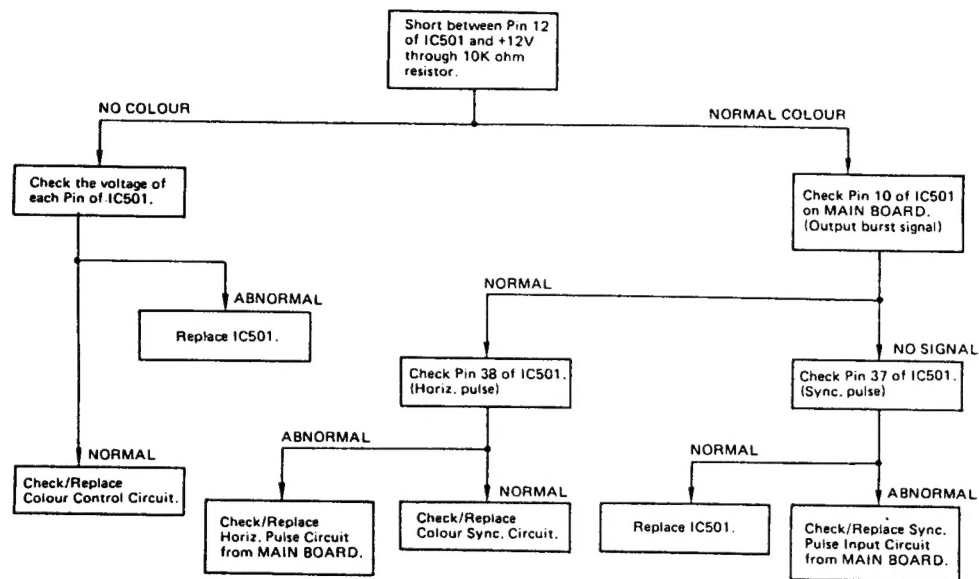 Short between Pin 12
of IC501 and +12V
through 10K ohm
resistor.
NO COLOUR
NORMAL COLOUR
Check the voltage of
each Pin of IC501.
Check Pin 10 of IC501
on MAIN BOARD.
(Output burst signal)
ABNORMAL
NORMAL
Replace IC501.
NO SIGNAL
Check Pin 38 of IC501.
(Horiz. pulse)
Check Pin 37 of IC501.
(Sync. pulse)
NORMAL
ABNORMAL
NORMAL
NORMAL
ABNORMAL
Check/Replace
Colour Control Circuit.
Check/Replace
Horiz. Pulse Circuit
from MAIN BOARD.
Check/Replace
Colour Sync. Circuit.
Replace IC501.
Check/Replace Sync.
Pulse Input Circuit
from MAIN BOARD.